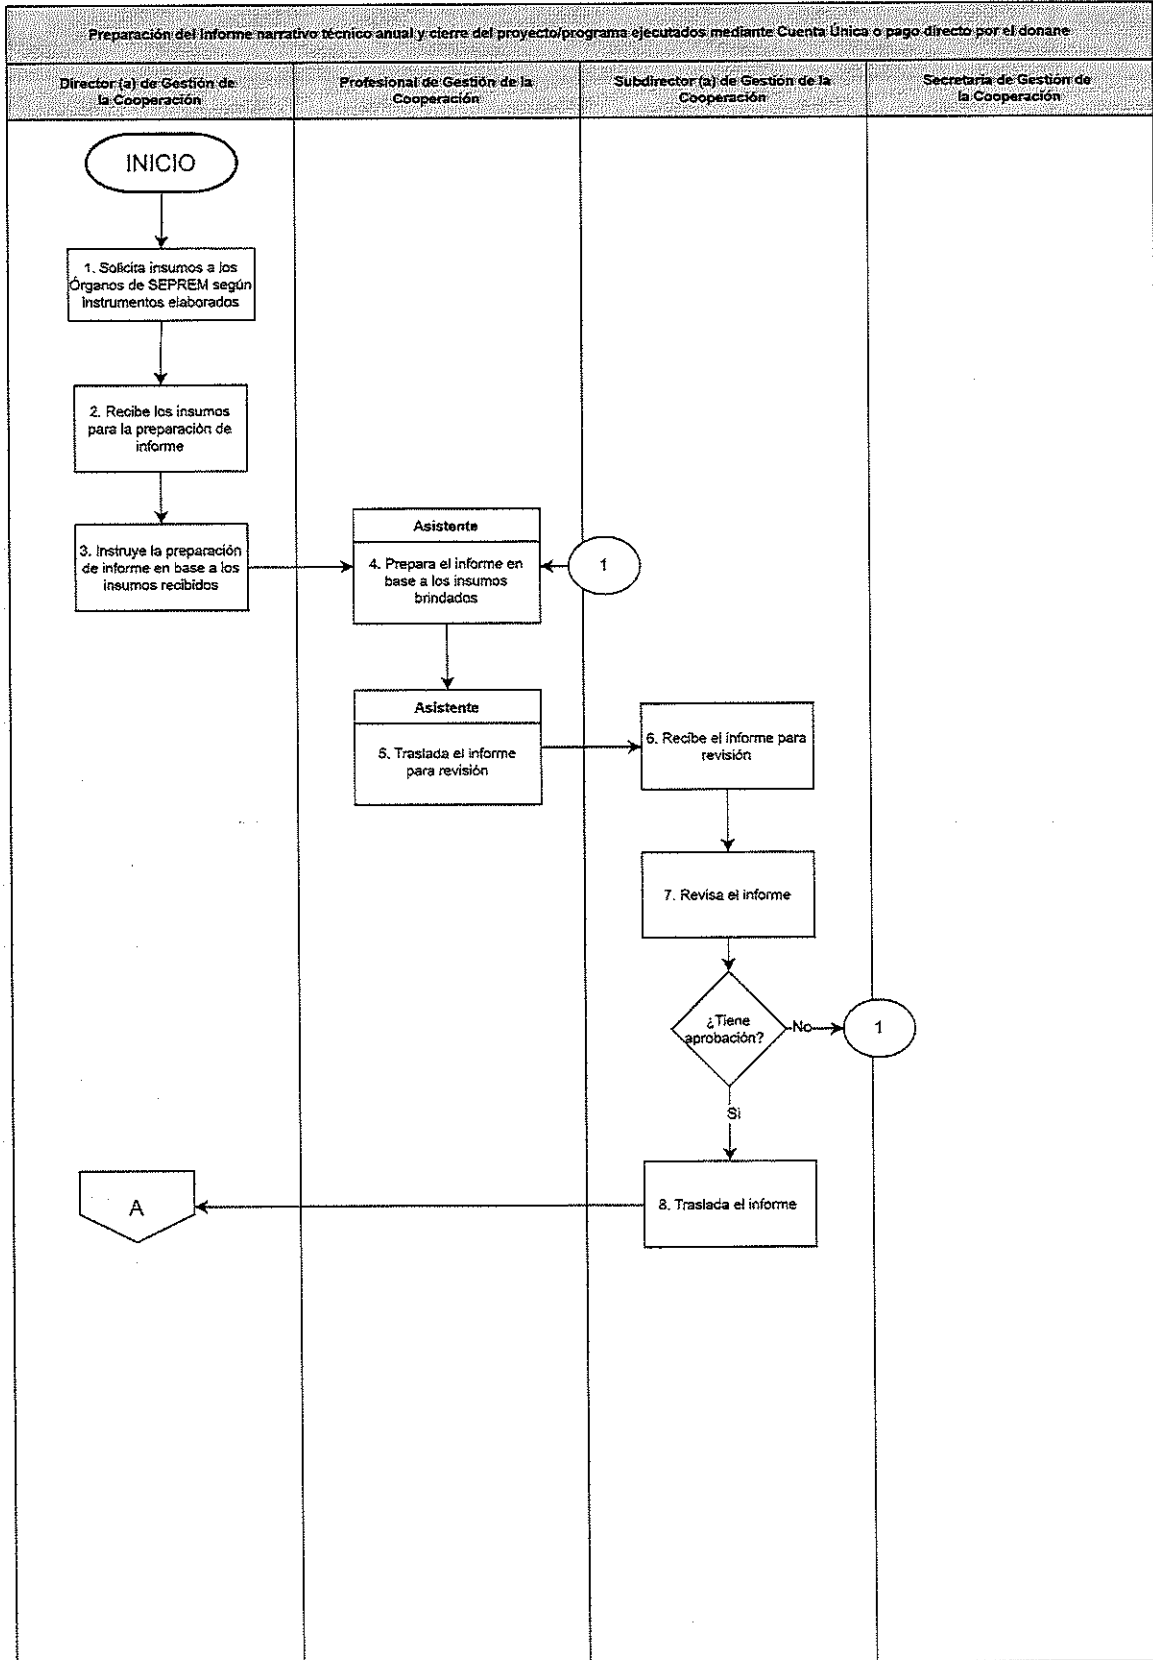 Preparación del Informe narrativo técnico anual y cierre del proyecto/programa ejecutados mediante Cuenta Única o pago directo por el donane
Director (a) de Gestión de
la Cooperación
Profesional de Gestión de la
Cooperación
Subdirector (a) de Gestión de la
Cooperación
Secretaria de Gestión de
la Cooperación
INICIO
1. Solicita insumos a los
Órganos de SEPREM según
instrumentos elaborados
2. Recibe los insumos
para la preparación de
informe
3. Instruye la preparación
de informe en base a los
insumos recibidos
Asistente
4. Prepara el informe en
base a los insumos
brindados
1
Asistente
5. Traslada el informe
para revisión
6. Recibe el informe para
revisión
7. Revisa el informe
¿Tiene
aprobación?
No
1
Si
8. Traslada el informe
A